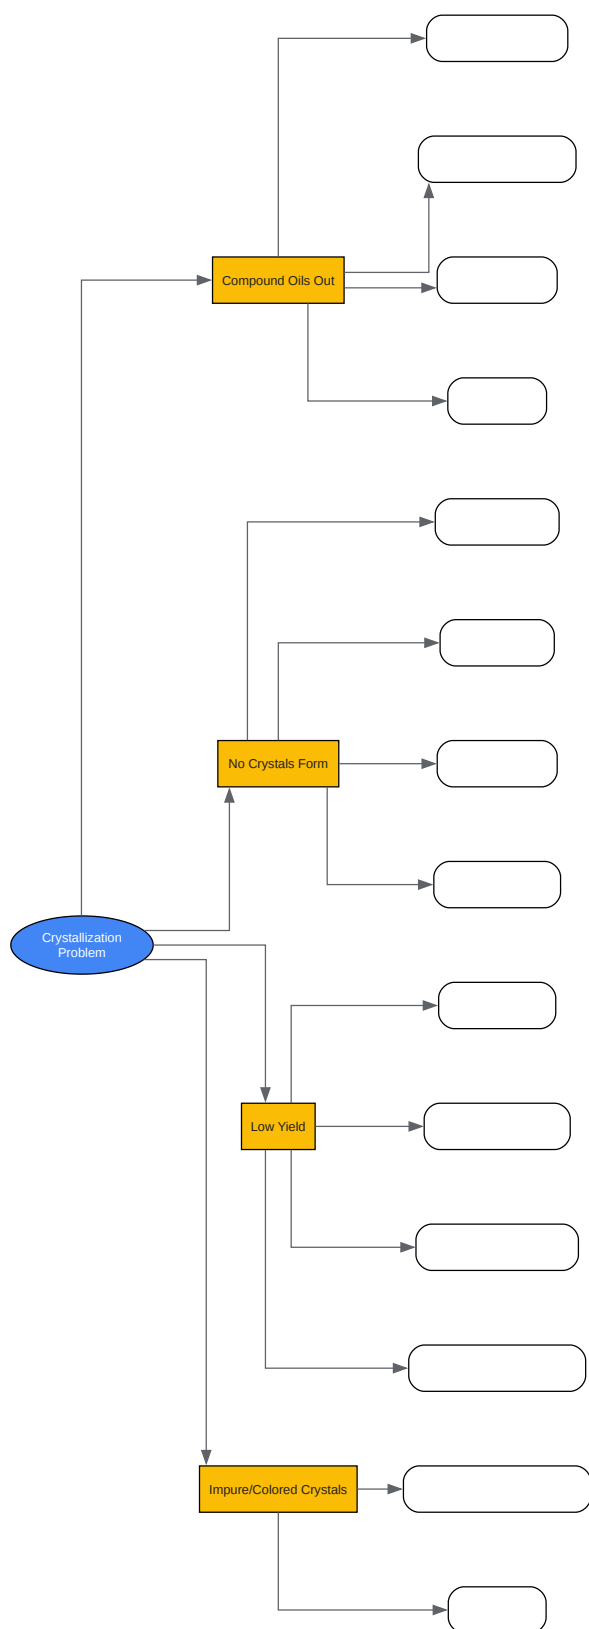 Compound Oils Out
No Crystals Form
Crystallization
Problem
Low Yield
Impure/Colored Crystals